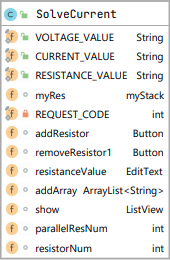 SolveCurrent
VOLTAGE_VALUE String
CURRENT_VALUE String
RESISTANCE_VALUE String
myRes myStack
REQUEST_CODE int
addResistor Button
removeResistor1 Button
resistanceValue EditText
addArray ArrayList<String>
show ListView
parallelResNum int
resistorNum int